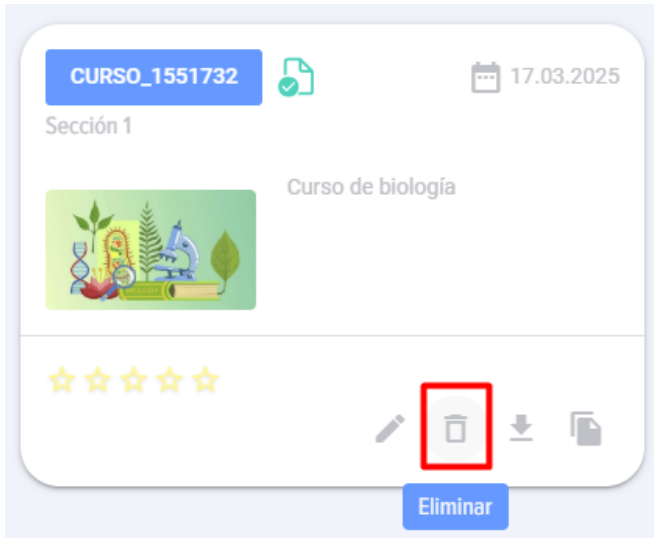 CURSO_1551732
17.03.2025
Sección 1
Curso de biología
Eliminar